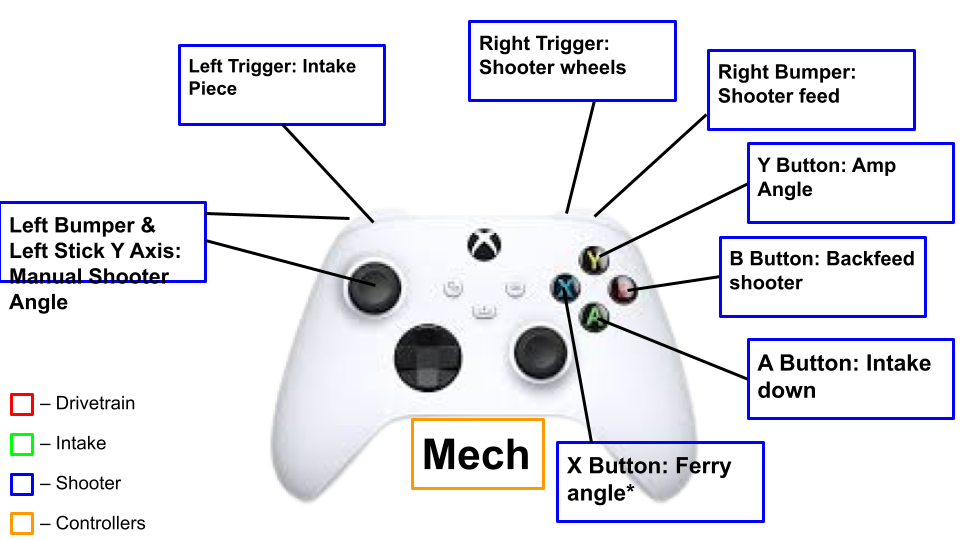 Left Trigger: Intake
Piece
Right Trigger:
Shooter wheels
Right Bumper:
Shooter feed
Y Button: Amp
Angle
Left Bumper &
Left Stick Y Axis:
Manual Shooter
Angle
B Button: Backfeed
shooter
Y
X
A
A Button: Intake
down
– Drivetrain
– Intake
– Shooter
– Controllers
Mech
X Button: Ferry
angle*